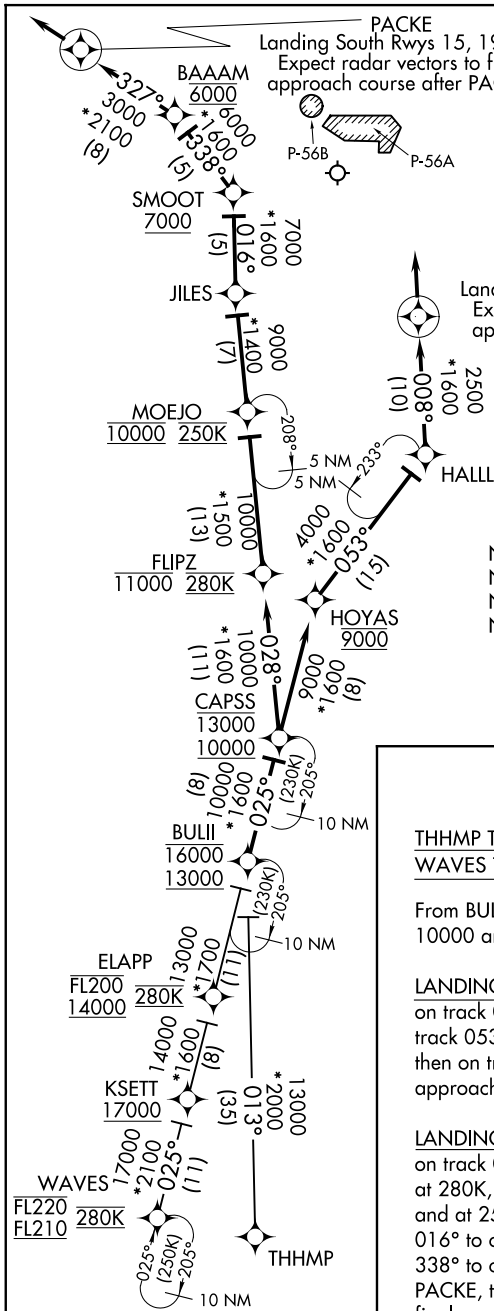 PACKE
Landing South Rwys 15, 19
Expect radar vectors to f
approach course after PAC
BAAAM
6000
P-56B
P-56A
327°
3000
*2100
(8)
6000
*1600
338°
(5)
SMOOT
7000
7000
*1600
016°
(5)
JILES
9000
*1400
(7)
Land
Ex
ap
2500
*1600
008°
(10)
MOEJO
10000 250K
208°
5 NM
5 NM
233°
HALLL
10000
*1500
(13)
4000
*1600
053°
(15)
FLIPZ
11000 280K
N
N
N
N
HOYAS
9000
10000
*1600
(11)
028°
9000
*1600
(8)
CAPSS
13000
10000
10000
*1600
(8)
025°
(230K)
205°
10 NM
BULII
16000
13000
(230K)
205°
10 NM
THHMP T
WAVES T
From BUL
10000 an
ELAPP
FL200
14000
280K
13000
*1700
(11)
LANDING
on track 0
track 053
then on tr
approach
14000
*1600
(8)
KSETT
17000
13000
*2000
013°
(35)
17000
*2100
025°
(11)
WAVES
FL220
FL210
280K
LANDING
on track 0
at 280K,
and at 25
016° to c
338° to c
PACKE, t
THHMP
025°
(250K)
205°
10 NM